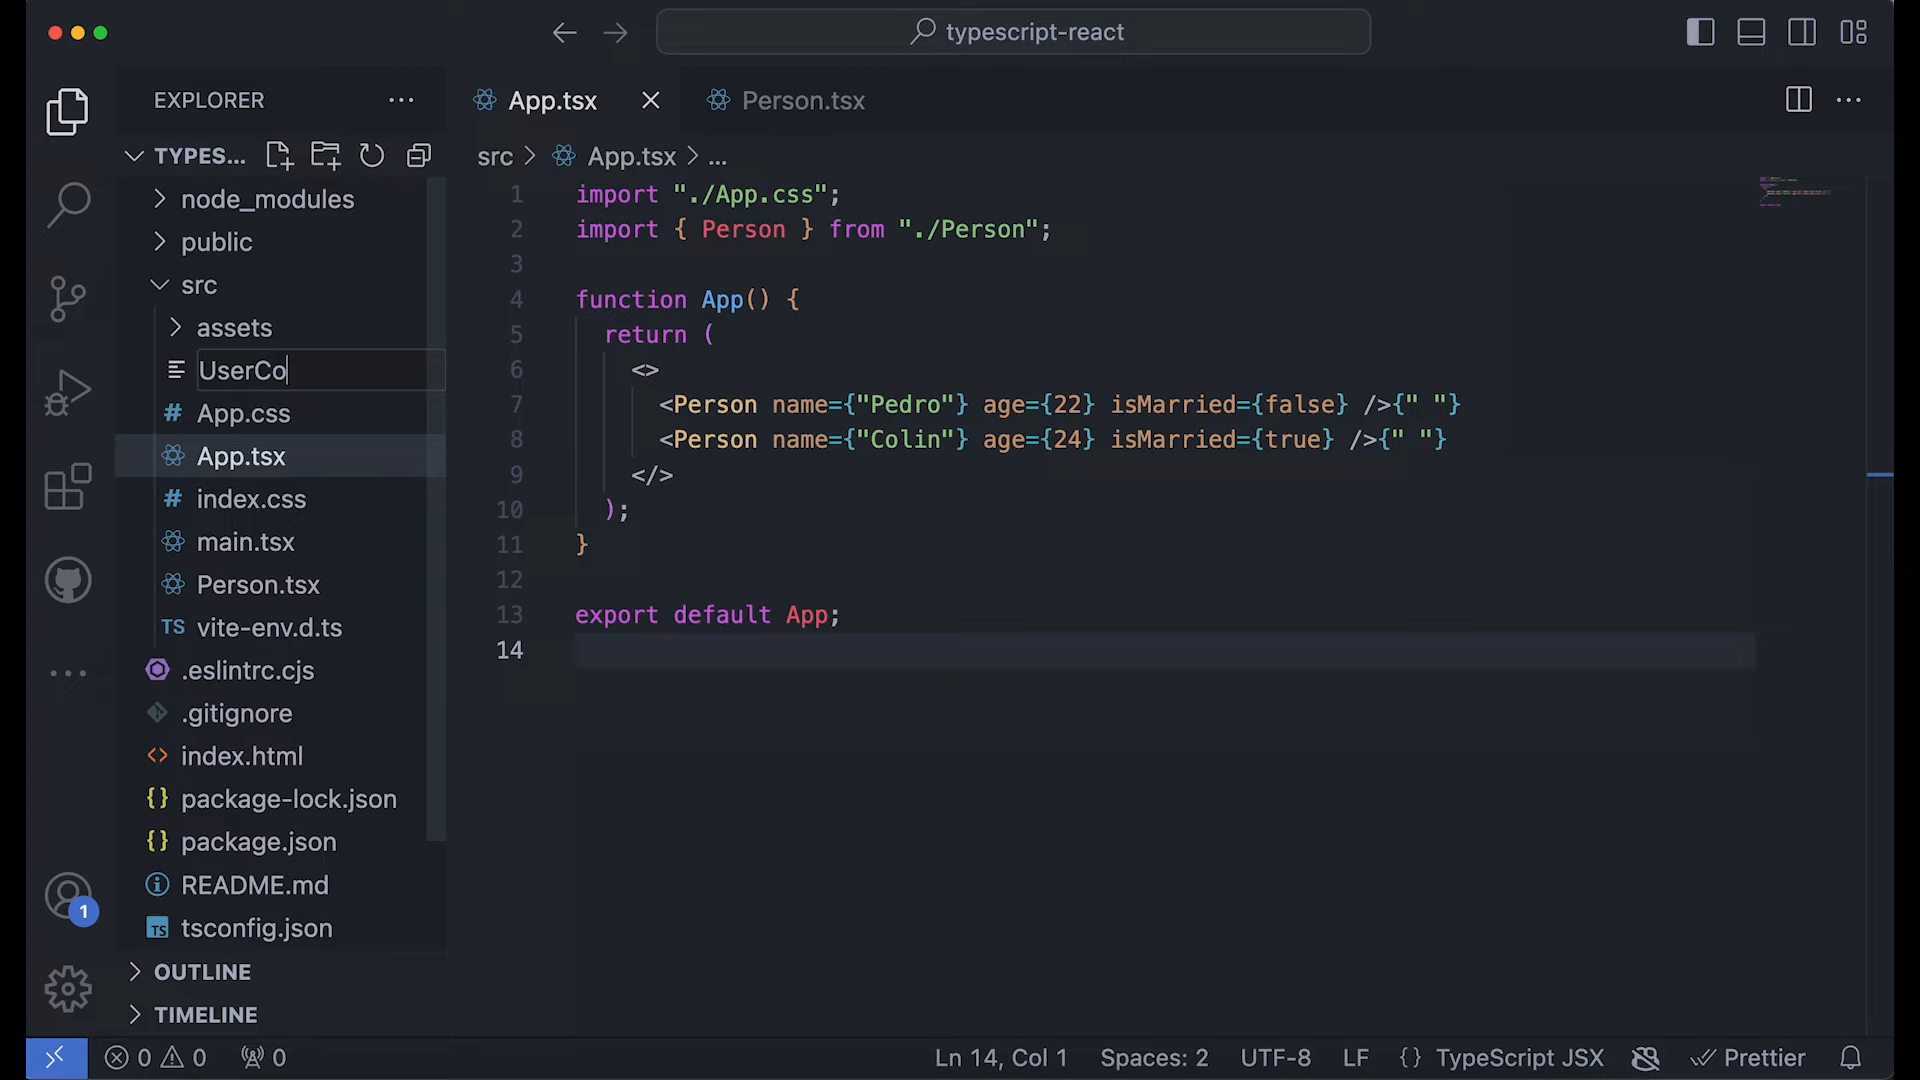 typescript-react
EXPLORER
TYPES...
node_modules
public
src
assets
UserCo
# App.css
App.tsx
# index.css
main.tsx
Person.tsx
TS vite-env.d.ts
.eslintrc.cjs
.gitignore
<> index.html
{} package-lock.json
{} package.json
README.md
TS tsconfig.json
OUTLINE
TIMELINE
1
App.tsx
Person.tsx
src > App.tsx > ...
1 import "./App.css";
2 import { Person } from "./Person";
3
4 function App() {
5 return (
6 <>
7 <Person name={"Pedro"} age={22} isMarried={false} />{" "}
8 <Person name={"Colin"} age={24} isMarried={true} />{" "}
9 </>
10 );
11 }
12
13 export default App;
14
0 0 0
Ln 14, Col 1 Spaces: 2 UTF-8 LF {} TypeScript JSX Prettier